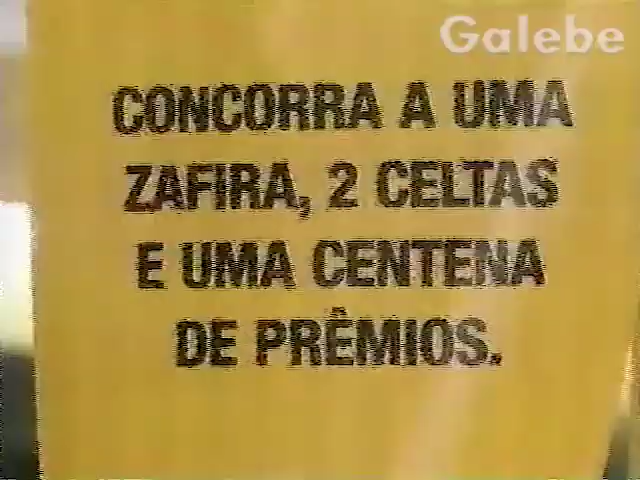 Galebe
CONCORRA A UMA
ZAFIRA, 2 CELTAS
E UMA CENTENA
DE PRÊMIOS.